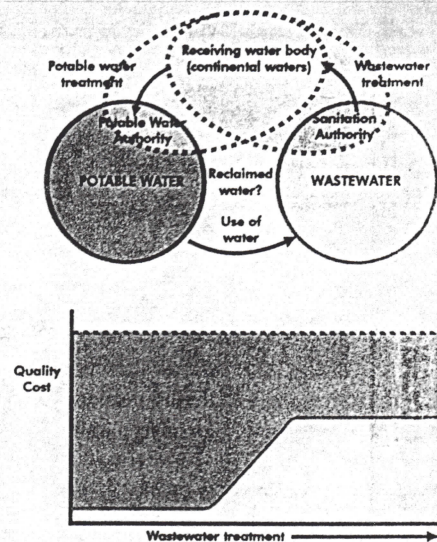 Receiving water body
(continental waters)
Potable water
treatment
Wastewater
treatment
Potable Water
Authority
Sanitation
Authority
POTABLE WATER
Reclaimed
water?
WASTEWATER
Use of
water
Quality
Cost
Wastewater treatment